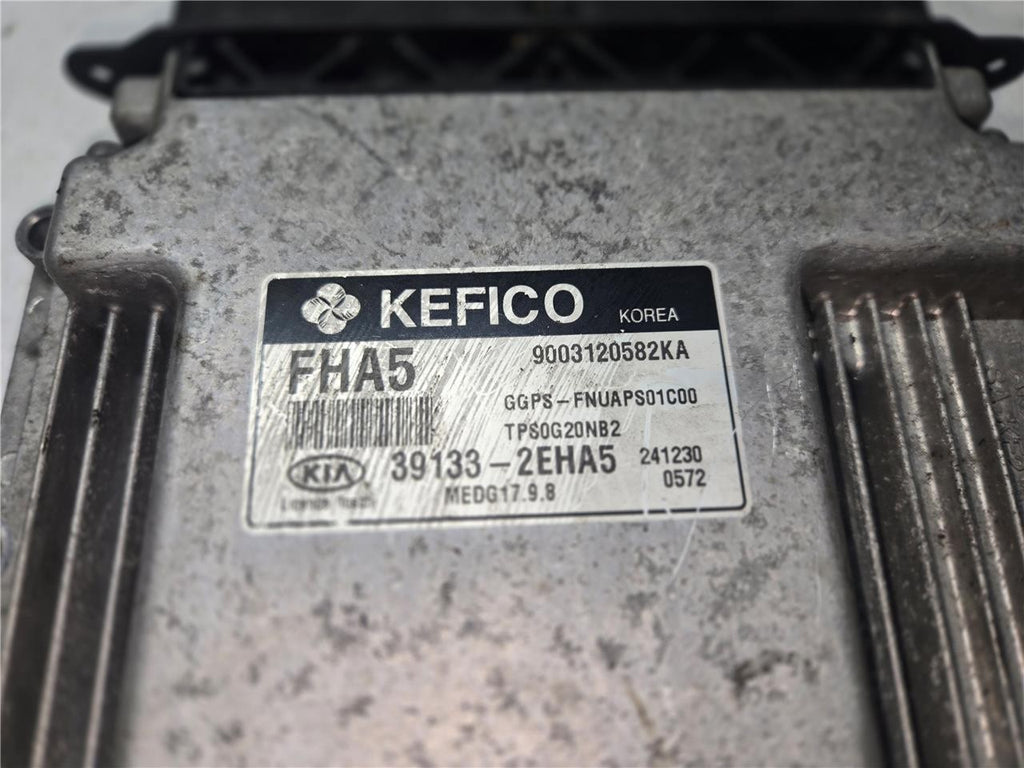 KEFICO KOREA
FHA5 9003120582KA
GGPS-FNUAPS01C00
TPS0G20NB2
KIA 39133-2EHA5 241230
MEDG17.9.8 0572